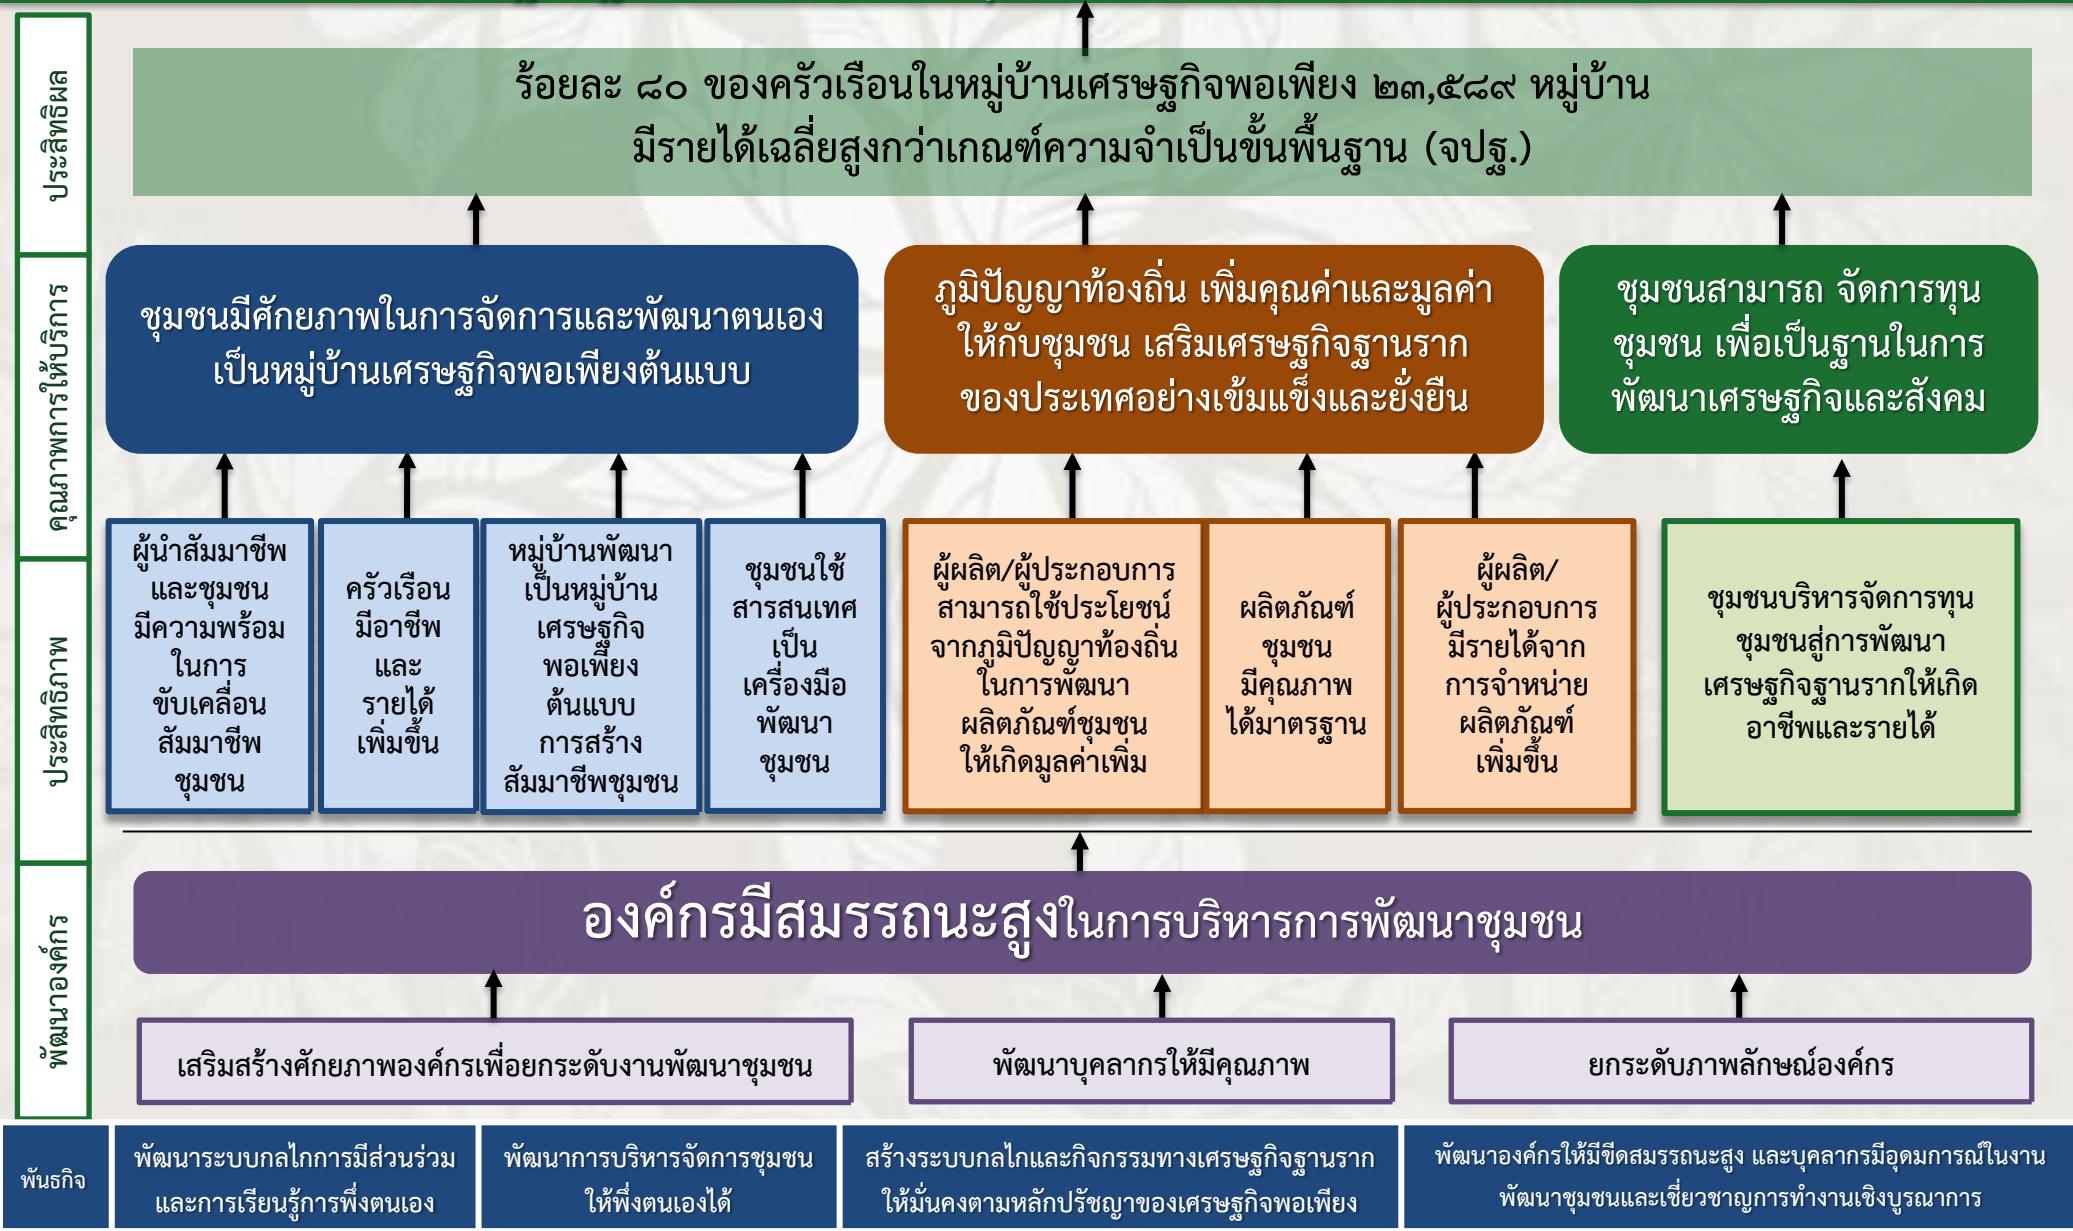 ประสิทธิผล
ร้อยละ ๘๐ ของครัวเรือนในหมู่บ้านเศรษฐกิจพอเพียง ๒๓,๕๘๙ หมู่บ้าน
มีรายได้เฉลี่ยสูงกว่าเกณฑ์ความจำเป็นขั้นพื้นฐาน (จปฐ.)
คุณภาพการให้บริการ
ชุมชนมีศักยภาพในการจัดการและพัฒนาตนเอง
เป็นหมู่บ้านเศรษฐกิจพอเพียงต้นแบบ
ภูมิปัญญาท้องถิ่น เพิ่มคุณค่าและมูลค่า
ให้กับชุมชน เสริมเศรษฐกิจฐานราก
ของประเทศอย่างเข้มแข็งและยั่งยืน
ชุมชนสามารถ จัดการทุน
ชุมชน เพื่อเป็นฐานในการ
พัฒนาเศรษฐกิจและสังคม
ประสิทธิภาพ
ผู้นำสัมมาชีพ
และชุมชน
มีความพร้อม
ในการ
ขับเคลื่อน
สัมมาชีพ
ชุมชน
ครัวเรือน
มีอาชีพ
และ
รายได้
เพิ่มขึ้น
หมู่บ้านพัฒนา
เป็นหมู่บ้าน
เศรษฐกิจ
พอเพียง
ต้นแบบ
การสร้าง
สัมมาชีพชุมชน
ชุมชนใช้
สารสนเทศ
เป็น
เครื่องมือ
พัฒนา
ชุมชน
ผู้ผลิต/ผู้ประกอบการ
สามารถใช้ประโยชน์
จากภูมิปัญญาท้องถิ่น
ในการพัฒนา
ผลิตภัณฑ์ชุมชน
ให้เกิดมูลค่าเพิ่ม
ผลิตภัณฑ์
ชุมชน
มีคุณภาพ
ได้มาตรฐาน
ผู้ผลิต/
ผู้ประกอบการ
มีรายได้จาก
การจำหน่าย
ผลิตภัณฑ์
เพิ่มขึ้น
ชุมชนบริหารจัดการทุน
ชุมชนสู่การพัฒนา
เศรษฐกิจฐานรากให้เกิด
อาชีพและรายได้
พัฒนาองค์กร
องค์กรมีสมรรถนะสูงในการบริหารการพัฒนาชุมชน
เสริมสร้างศักยภาพองค์กรเพื่อยกระดับงานพัฒนาชุมชน
พัฒนาบุคลากรให้มีคุณภาพ
ยกระดับภาพลักษณ์องค์กร
พันธกิจ
พัฒนาระบบกลไกการมีส่วนร่วม
และการเรียนรู้การพึ่งตนเอง
พัฒนาการบริหารจัดการชุมชน
ให้พึ่งตนเองได้
สร้างระบบกลไกและกิจกรรมทางเศรษฐกิจฐานราก
ให้มั่นคงตามหลักปรัชญาของเศรษฐกิจพอเพียง
พัฒนาองค์กรให้มีขีดสมรรถนะสูง และบุคลากรมีอุดมการณ์ในงาน
พัฒนาชุมชนและเชี่ยวชาญการทำงานเชิงบูรณาการ